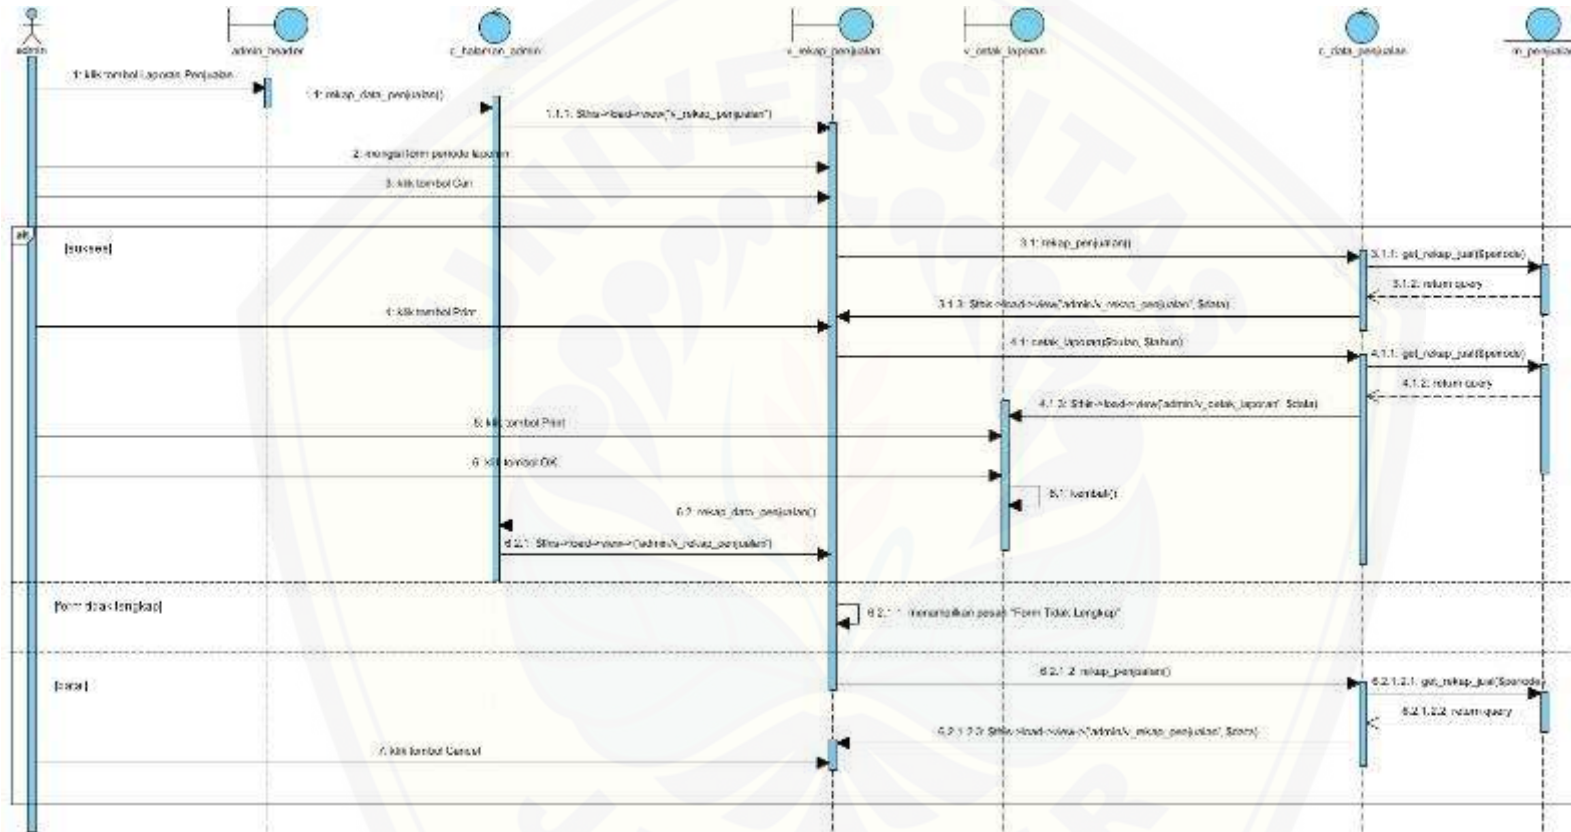 admin
admin_header
c_halaman_admin
v_rekap_penjualan
v_cetak_laporan
c_data_penjualan
m_penjualan
1: klik tombol Laporan Penjualan
1.1: rekap_data_penjualan()
1.1.1: $this->load->view("v_rekap_penjualan")
2: mengisi form periode laporan
3: klik tombol Cari
alt
[sukses]
3.1: rekap_penjualan()
3.1.1: get_rekap_jual($periode)
3.1.2: return query
3.1.3: $this->load->view("admin/v_rekap_penjualan", $data)
4: klik tombol Print
4.1: cetak_laporan($bulan, $tahun)
4.1.1: get_rekap_jual($periode)
4.1.2: return query
4.1.3: $this->load->view("admin/v_cetak_laporan", $data)
5: klik tombol Print
6: klik tombol OK
6.1: kembali()
6.2: rekap_data_penjualan()
6.2.1: $this->load->view->("admin/v_rekap_penjualan")
[form tidak lengkap]
6.2.1.1: menampilkan pesan "Form Tidak Lengkap"
[batal]
6.2.1.2: rekap_penjualan()
6.2.1.2.1: get_rekap_jual($periode)
6.2.1.2.2: return query
6.2.1.2.3: $this->load->view->("admin/v_rekap_penjualan", $data)
7: klik tombol Cancel
UNIVERSITAS